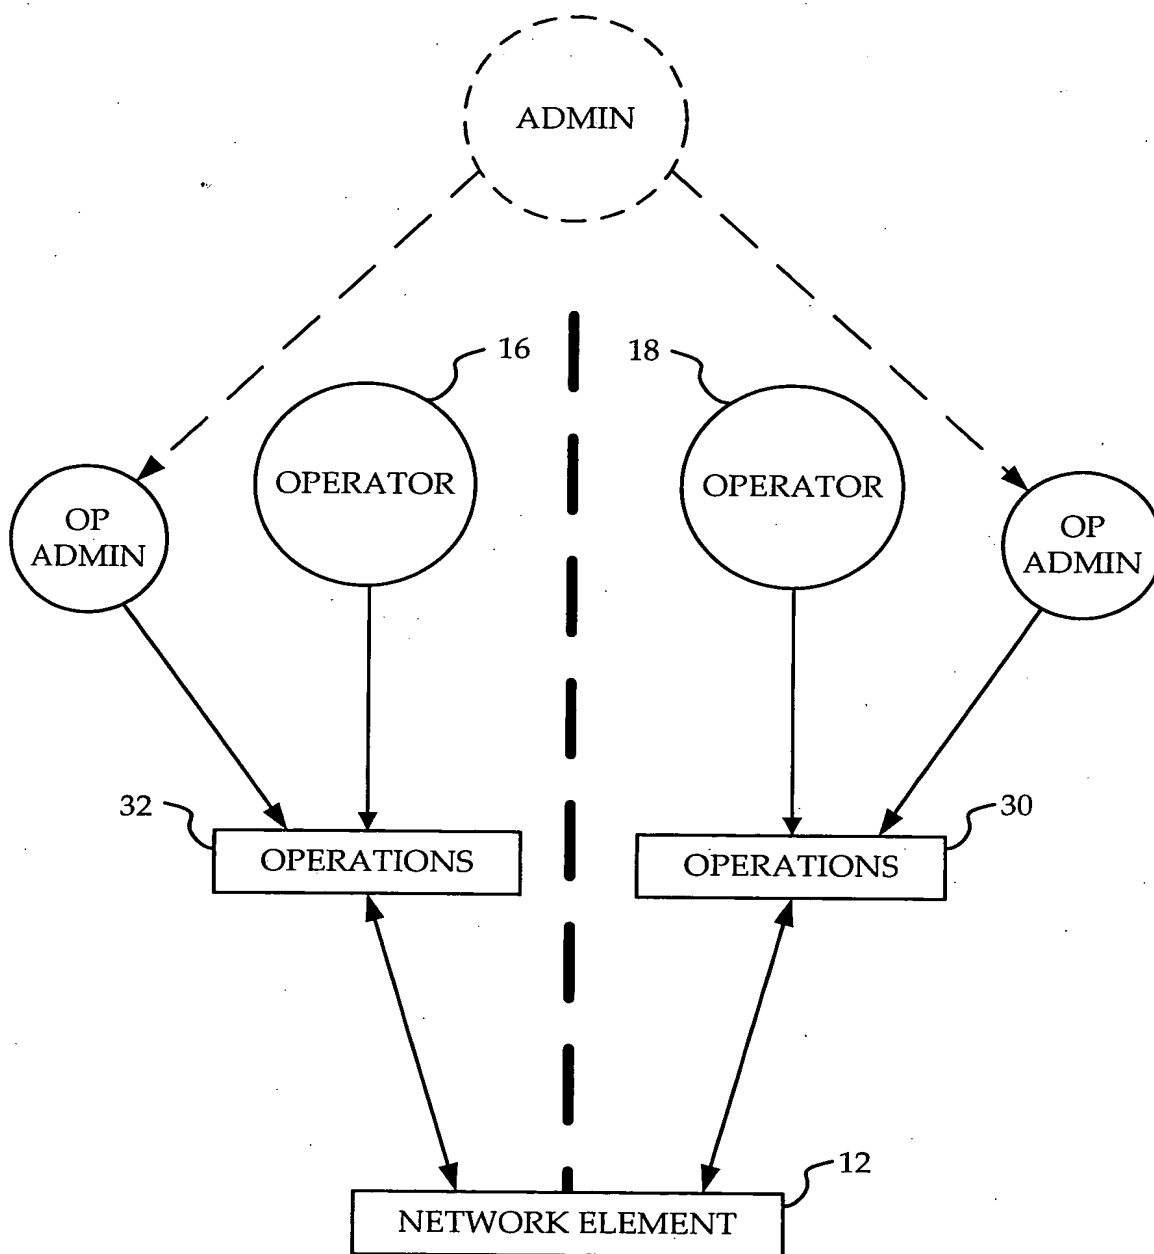 ADMIN
16
18
OPERATOR
OPERATOR
OP
ADMIN
OP
ADMIN
32
30
OPERATIONS
OPERATIONS
12
NETWORK ELEMENT